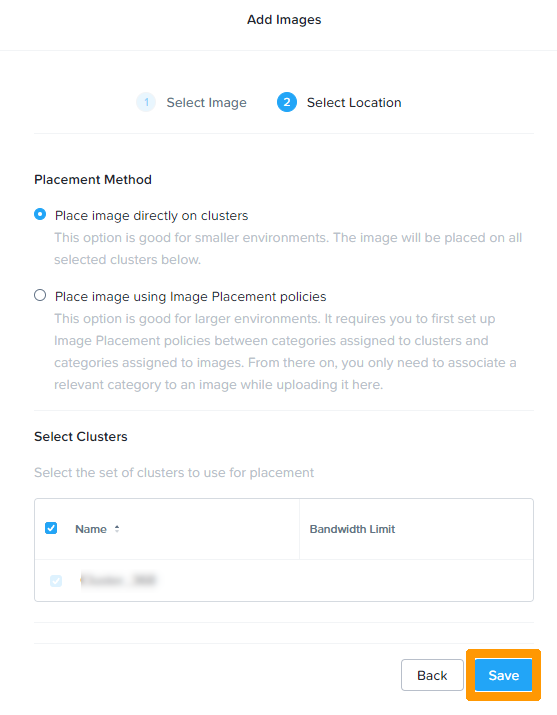 Add Images
1 Select Image 2 Select Location
Placement Method
Place image directly on clusters
This option is good for smaller environments. The image will be placed on all
selected clusters below.
Place image using Image Placement policies
This option is good for larger environments. It requires you to first set up
Image Placement policies between categories assigned to clusters and
categories assigned to images. From there on, you only need to associate a
relevant category to an image while uploading it here.
Select Clusters
Select the set of clusters to use for placement
Name Bandwidth Limit
Back Save